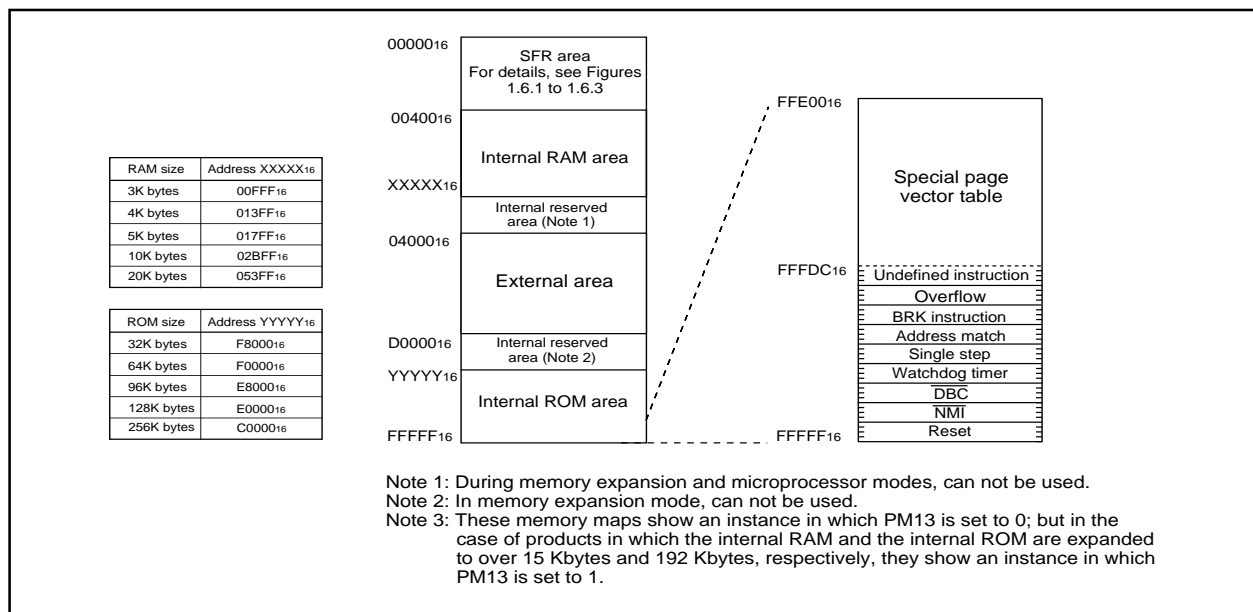 RAM size Address XXXXX16
3K bytes 00FFF16
4K bytes 013FF16
5K bytes 017FF16
10K bytes 02BFF16
20K bytes 053FF16
ROM size Address YYYYY16
32K bytes F800016
64K bytes F000016
96K bytes E800016
128K bytes E000016
256K bytes C000016
0000016
SFR area
For details, see Figures
1.6.1 to 1.6.3
0040016
Internal RAM area
XXXXX16
Internal reserved
area (Note 1)
0400016
External area
D000016
Internal reserved
area (Note 2)
YYYYY16
Internal ROM area
FFFFF16
FFE0016
Special page
vector table
FFFDC16
Undefined instruction
Overflow
BRK instruction
Address match
Single step
Watchdog timer
DBC
NMI
Reset
FFFFF16
Note 1: During memory expansion and microprocessor modes, can not be used.
Note 2: In memory expansion mode, can not be used.
Note 3: These memory maps show an instance in which PM13 is set to 0; but in the
case of products in which the internal RAM and the internal ROM are expanded
to over 15 Kbytes and 192 Kbytes, respectively, they show an instance in which
PM13 is set to 1.